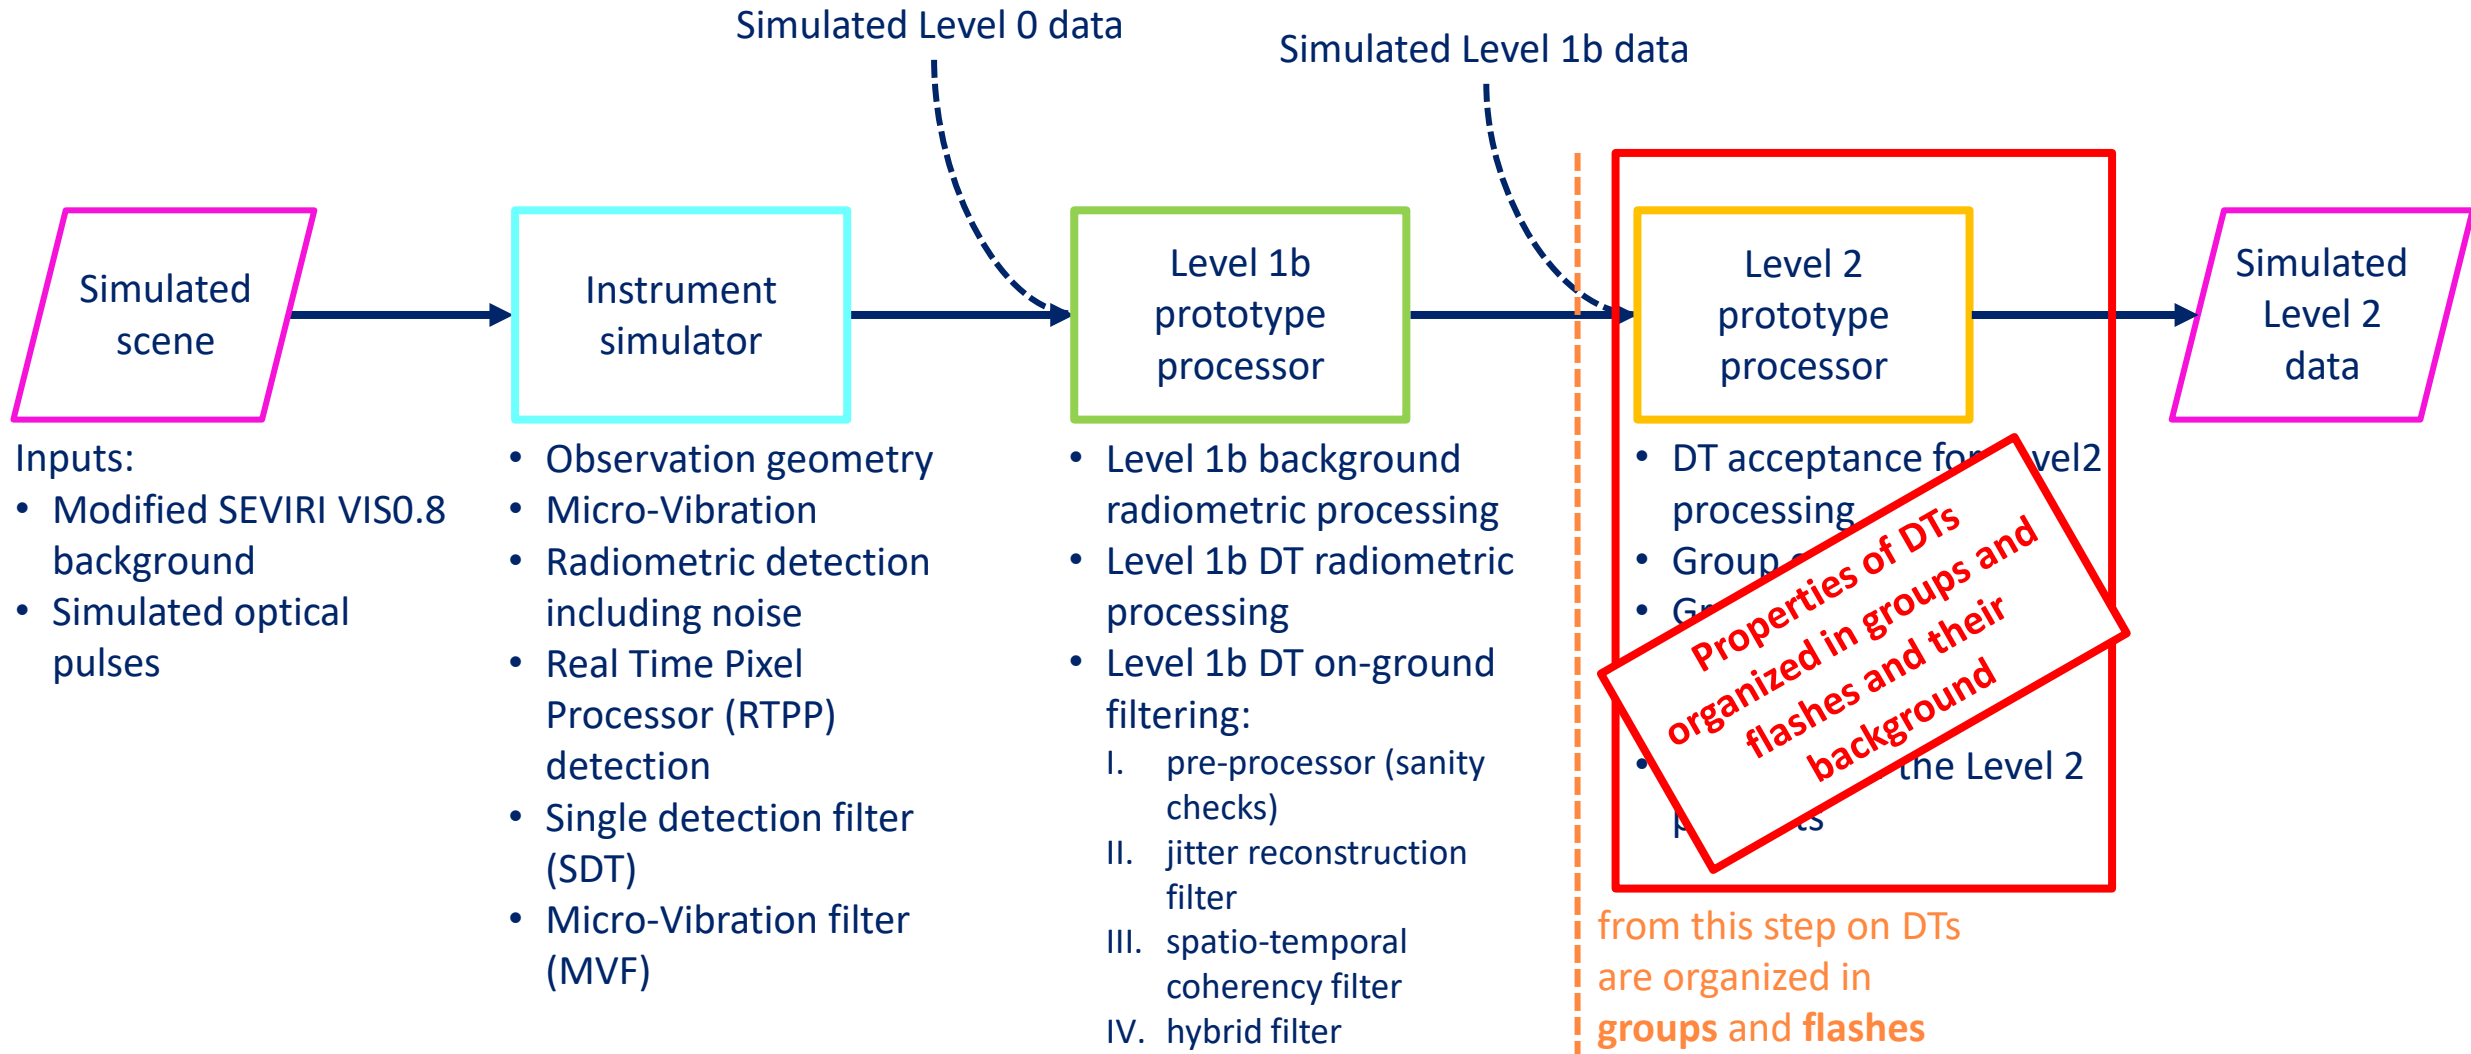 Simulated Level 0 data
Simulated Level 1b data
Simulated
scene
Instrument
simulator
Level 1b
prototype
processor
Level 2
prototype
processor
Simulated
Level 2
data
Inputs:
• Modified SEVIRI VIS0.8
background
• Simulated optical
pulses
• Observation geometry
• Micro-Vibration
• Radiometric detection
including noise
• Real Time Pixel
Processor (RTPP)
detection
• Single detection filter
(SDT)
• Micro-Vibration filter
(MVF)
• Level 1b background
radiometric processing
• Level 1b DT radiometric
processing
• Level 1b DT on-ground
filtering:
I. pre-processor (sanity
checks)
II. jitter reconstruction
filter
III. spatio-temporal
coherency filter
IV. hybrid filter
• DT acceptance for
processing
• Group
•
• the Level 2
Properties of DTs
organized in groups and
flashes and their
background
from this step on DTs
are organized in
groups and flashes